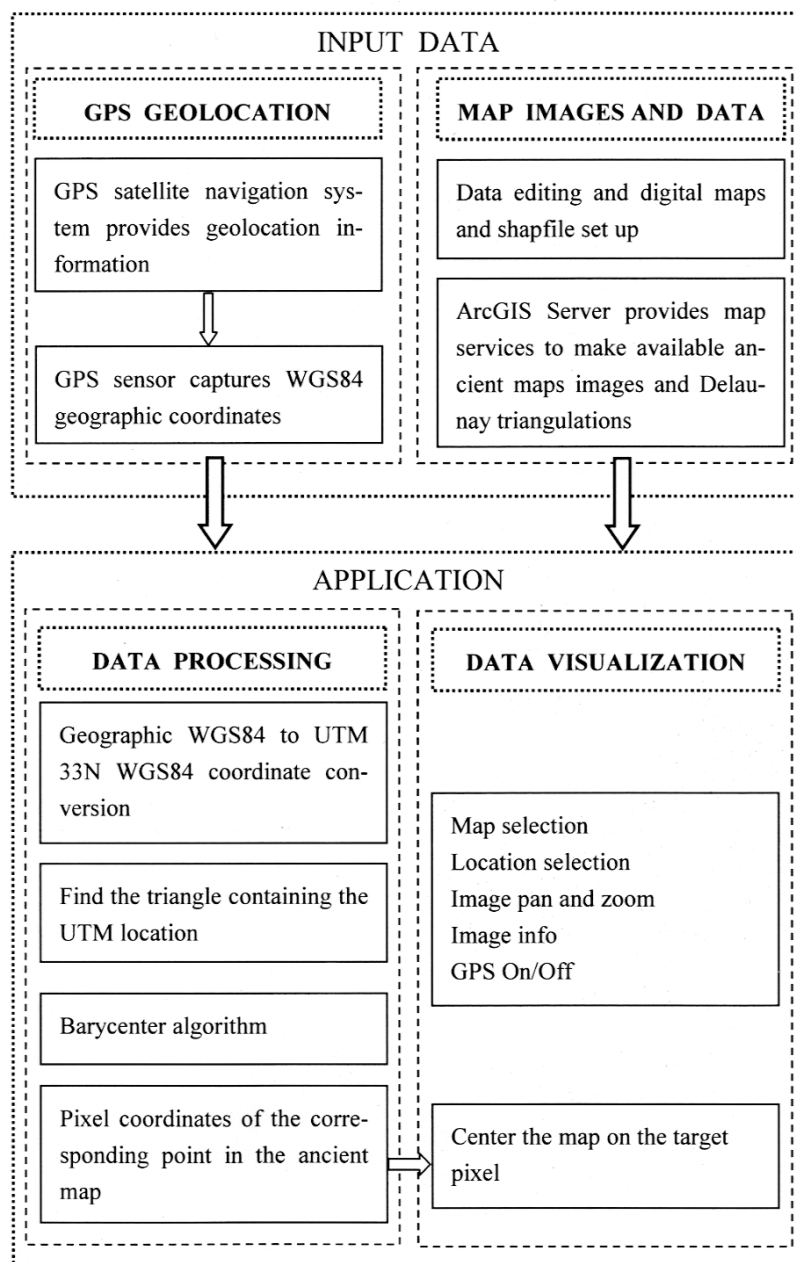 INPUT DATA
GPS GEOLOCATION
GPS satellite navigation sys-
tem provides geolocation in-
formation
GPS sensor captures WGS84
geographic coordinates
MAP IMAGES AND DATA
Data editing and digital maps
and shapfile set up
ArcGIS Server provides map
services to make available an-
cient maps images and Delau-
nay triangulations
APPLICATION
DATA PROCESSING
Geographic WGS84 to UTM
33N WGS84 coordinate con-
version
Find the triangle containing the
UTM location
Barycenter algorithm
Pixel coordinates of the corre-
sponding point in the ancient
map
DATA VISUALIZATION
Map selection
Location selection
Image pan and zoom
Image info
GPS On/Off
Center the map on the target
pixel